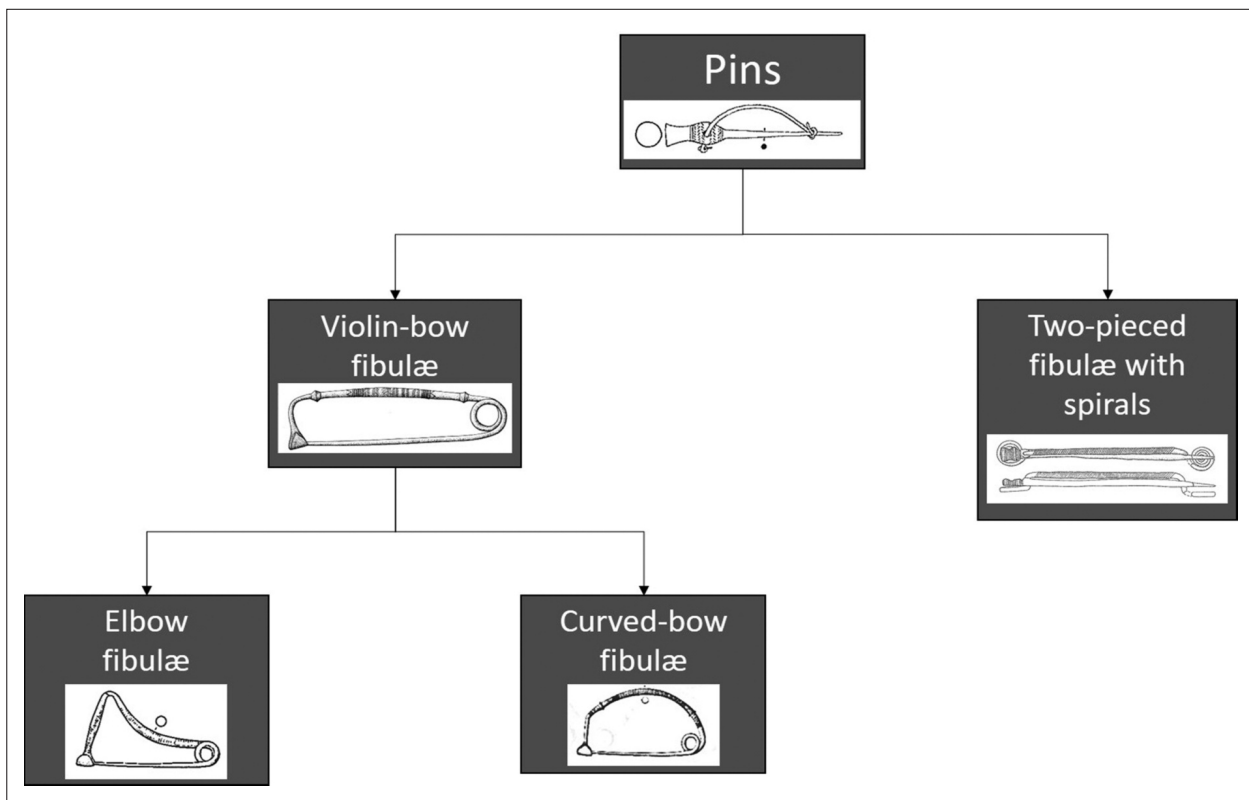 Pins
Violin-bow
fibulæ
Two-pieced
fibulæ with
spirals
Elbow
fibulæ
Curved-bow
fibulæ